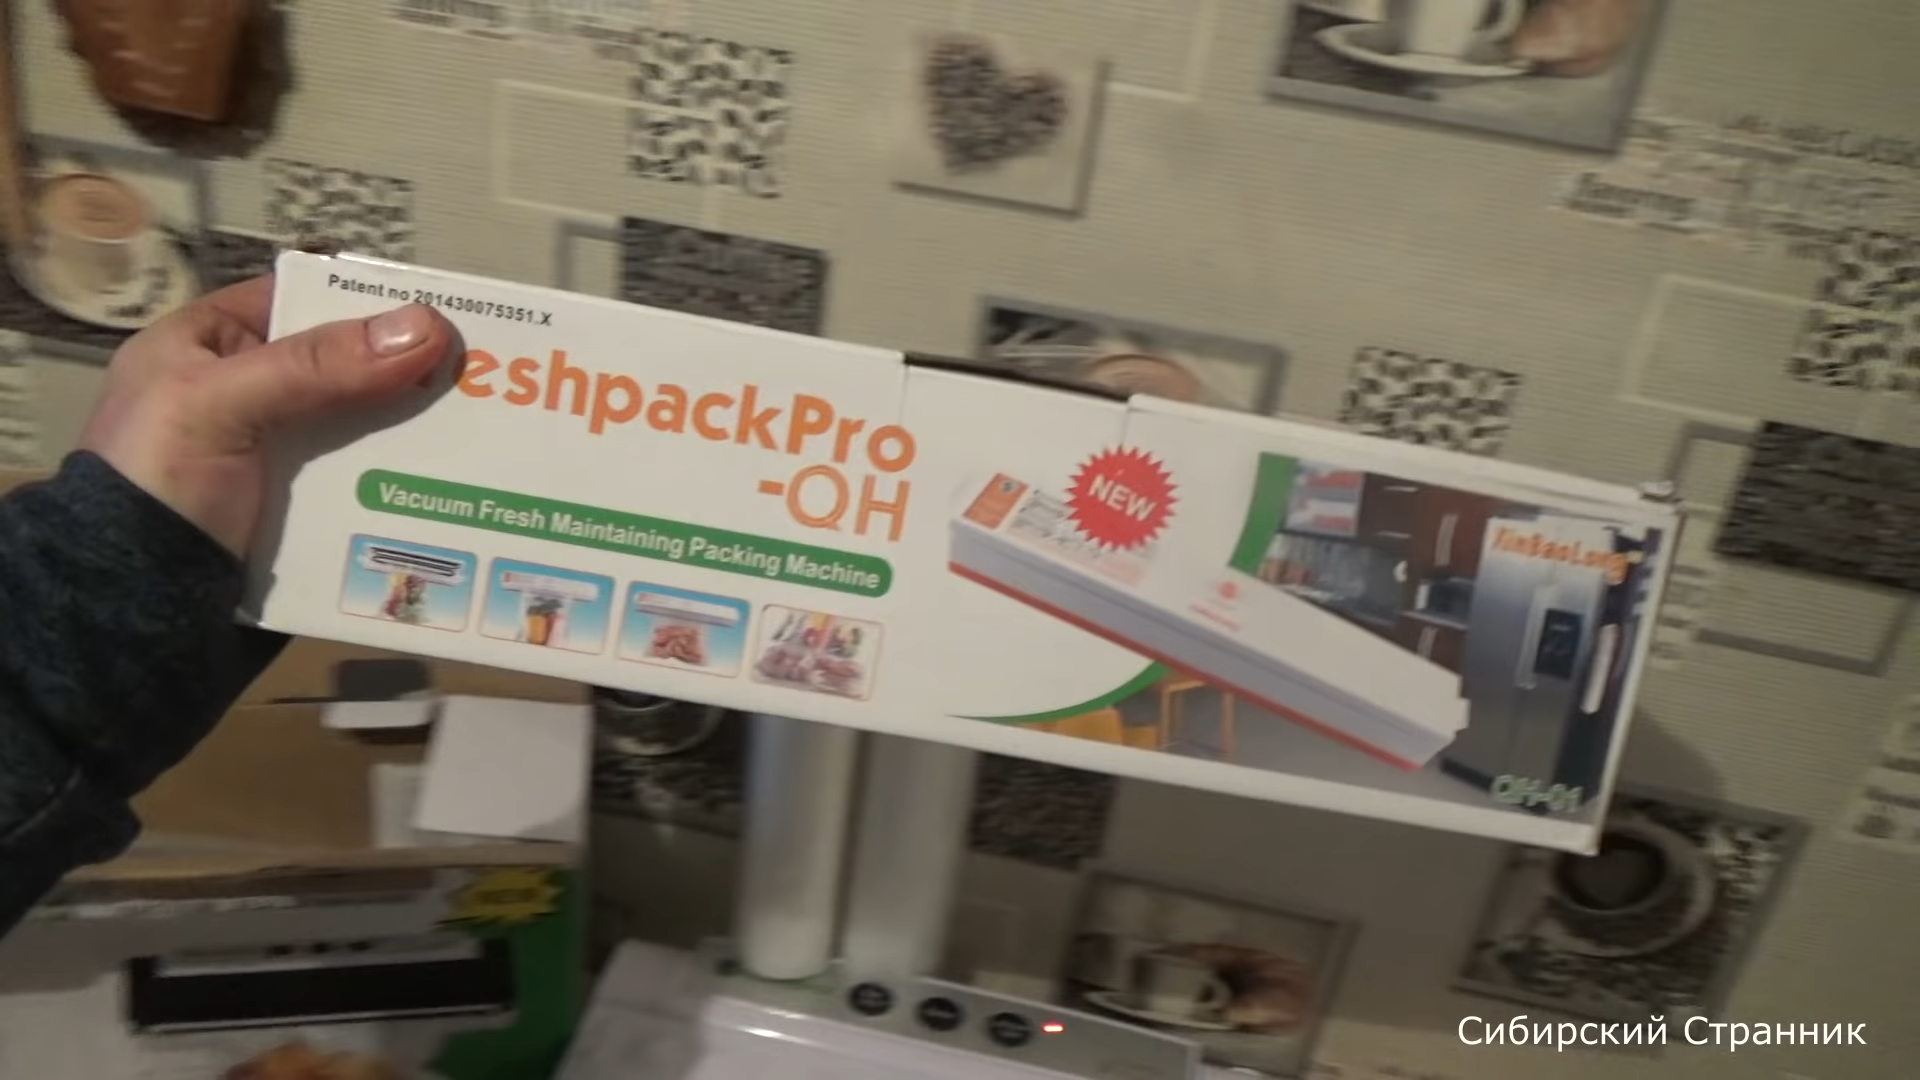 Patent no 201430075351.X
eshpackPro
-QH
Vacuum Fresh Maintaining Packing Machine
NEW
XinBaoLong
QH-01
Сибирский Странник